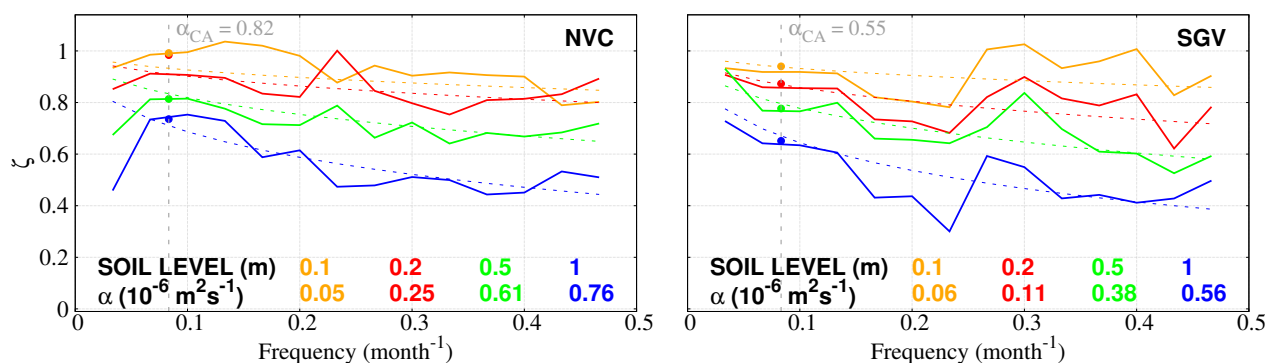 α_CA = 0.82
NVC
ζ
1
0.8
0.6
0.4
0.2
0
SOIL LEVEL (m) 0.1 0.2 0.5 1
α (10⁻⁶ m²s⁻¹) 0.05 0.25 0.61 0.76
0 0.1 0.2 0.3 0.4 0.5
Frequency (month⁻¹)
α_CA = 0.55
SGV
SOIL LEVEL (m) 0.1 0.2 0.5 1
α (10⁻⁶ m²s⁻¹) 0.06 0.11 0.38 0.56
0 0.1 0.2 0.3 0.4 0.5
Frequency (month⁻¹)